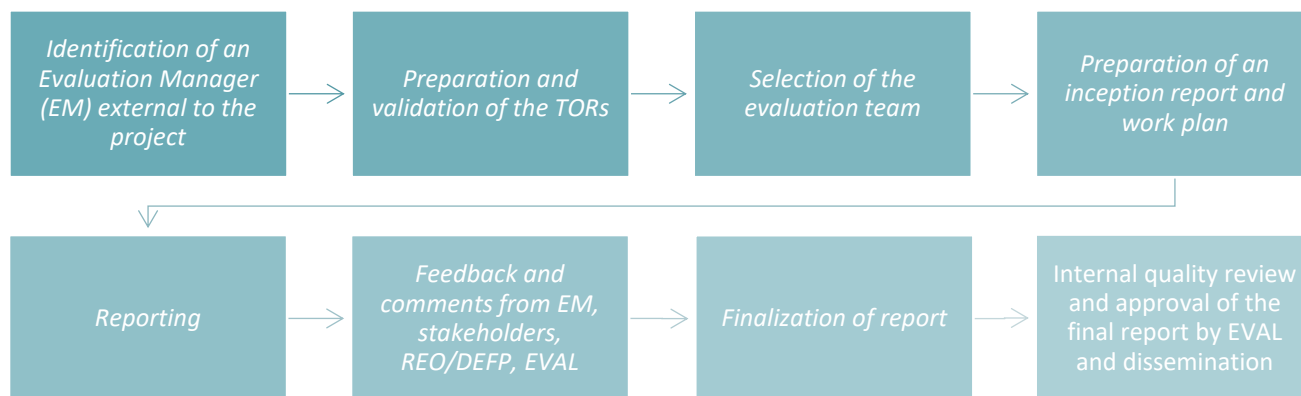 Identification of an
Evaluation Manager
(EM) external to the
project
Preparation and
validation of the TORs
Selection of the
evaluation team
Preparation of an
inception report and
work plan
Reporting
Feedback and
comments from EM,
stakeholders,
REO/DEFP, EVAL
Finalization of report
Internal quality review
and approval of the
final report by EVAL
and dissemination